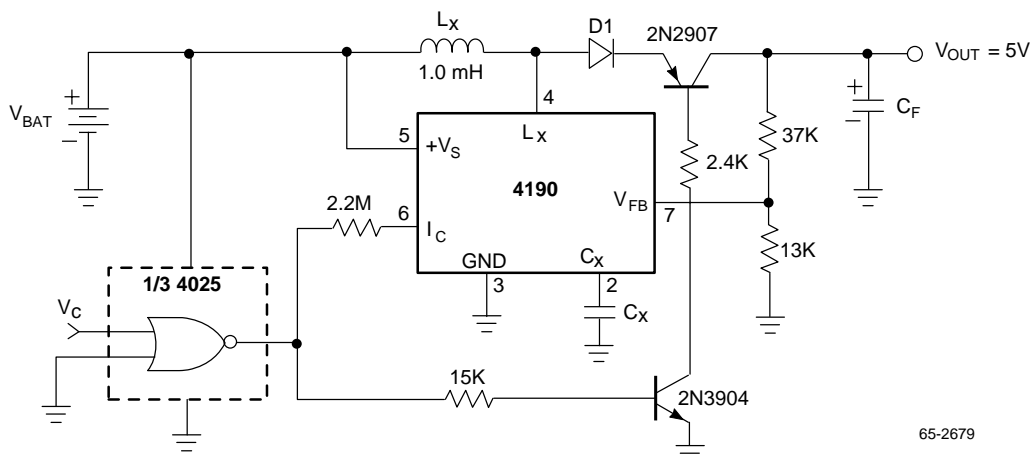 Lx
1.0 mH
D1
2N2907
VOUT = 5V
+
−
VBAT
4
Lx
5
+VS
4190
2.4K
37K
+
−
CF
2.2M
6
IC
VFB
7
13K
GND
3
Cx
2
Cx
1/3 4025
VC
15K
2N3904
65-2679